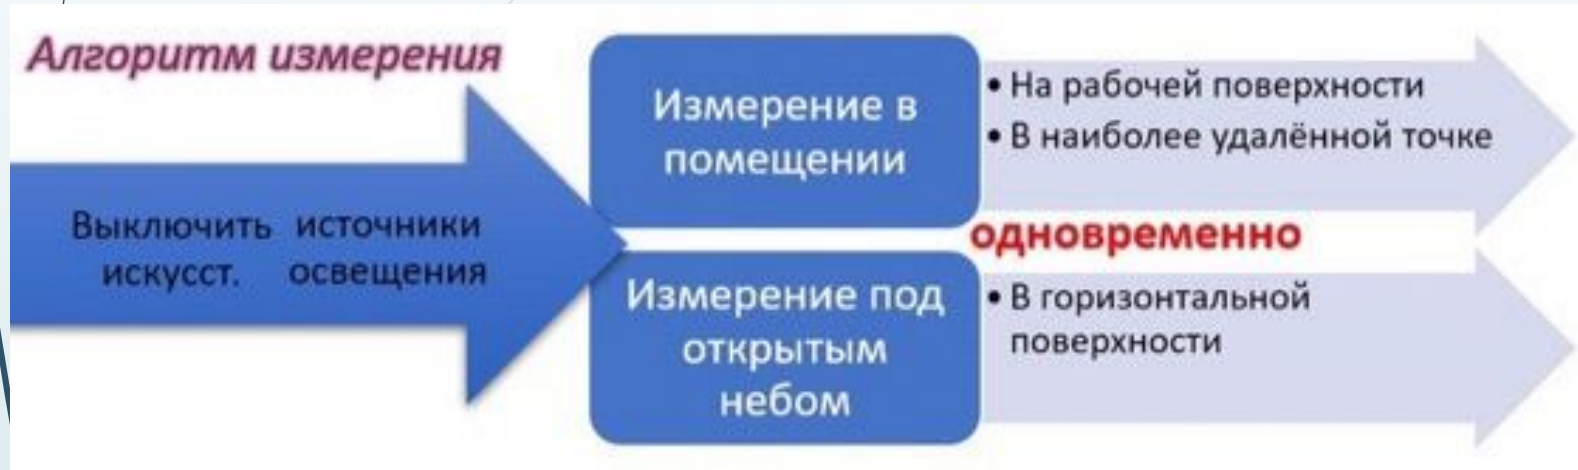 Алгоритм измерения
Выключить источники
искусст. освещения
Измерение в
помещении
• На рабочей поверхности
• В наиболее удалённой точке
одновременно
Измерение под
открытым
небом
• В горизонтальной
поверхности